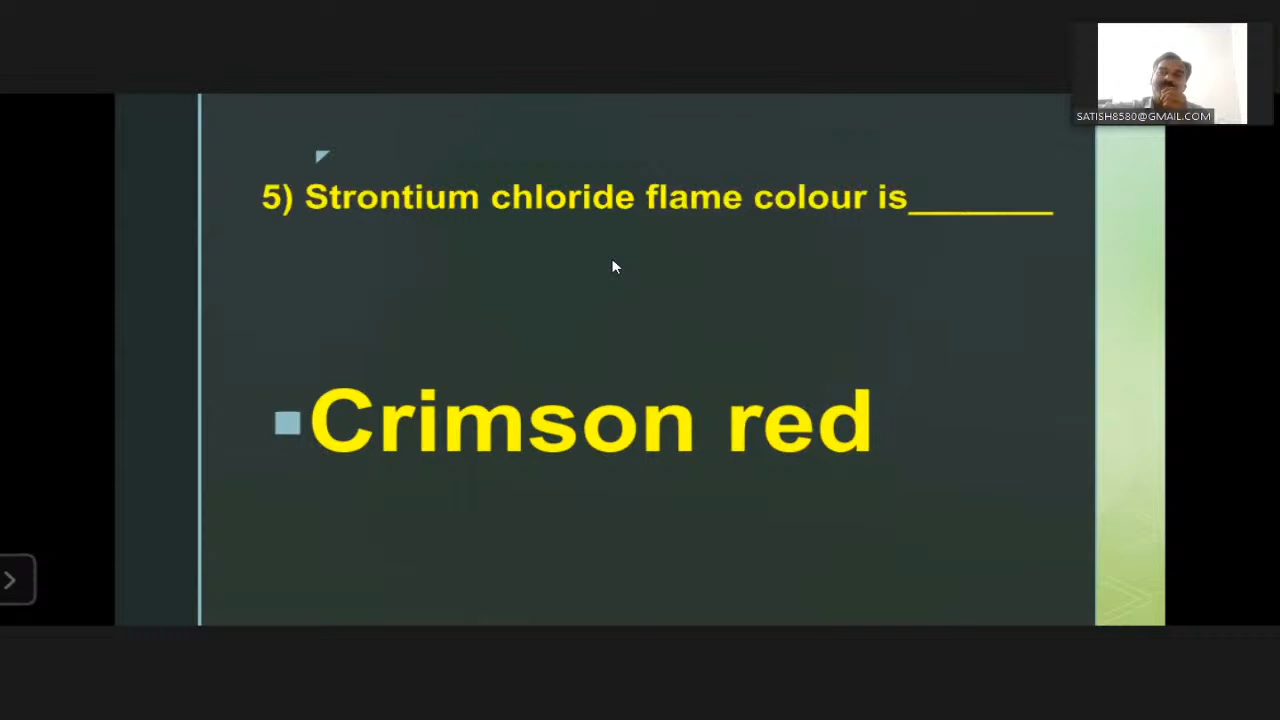 SATISH8580@GMAIL.COM
5) Strontium chloride flame colour is________
Crimson red